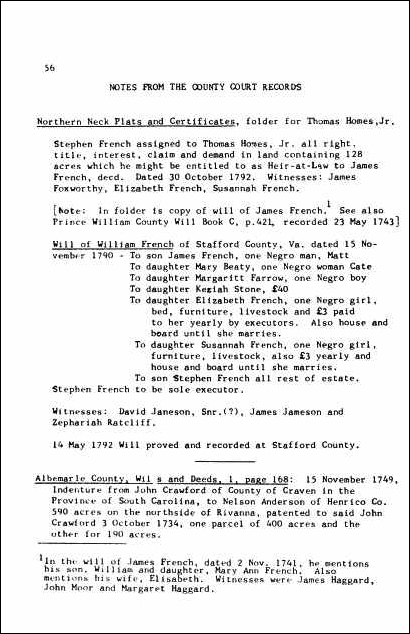 56
NOTES FROM THE COUNTY COURT RECORDS
Northern Neck Plats and Certificates, folder for Thomas Homes,Jr.
Stephen French assigned to Thomas Homes, Jr. all right,
title, interest, claim and demand in land containing 128
acres which he might be entitled to as Heir-at-Law to James
French, decd. Dated 30 October 1792. Witnesses: James
Foxworthy, Elizabeth French, Susannah French.
[Note: In folder is copy of will of James French.1 See also
Prince William County Will Book C, p.421, recorded 23 May 1743]
Will of William French of Stafford County, Va. dated 15 No-
vember 1790 - To son James French, one Negro man, Matt
To daughter Mary Beaty, one Negro woman Cate
To daughter Margaritt Farrow, one Negro boy
To daughter Keziah Stone, £40
To daughter Elizabeth French, one Negro girl,
bed, furniture, livestock and £3 paid
to her yearly by executors. Also house and
board until she marries.
To daughter Susannah French, one Negro girl,
furniture, livestock, also £3 yearly and
house and board until she marries.
To son Stephen French all rest of estate.
Stephen French to be sole executor.
Witnesses: David Janeson, Snr.(?), James Jameson and
Zephariah Ratcliff.
14 May 1792 Will proved and recorded at Stafford County.
Albemarle County, Wil s and Deeds, 1, page 168: 15 November 1749,
Indenture from John Crawford of County of Craven in the
Province of South Carolina, to Nelson Anderson of Henrico Co.
590 acres on the northside of Rivanna, patented to said John
Crawford 3 October 1734, one parcel of 400 acres and the
other for 190 acres.
1In the will of James French, dated 2 Nov. 1741, he mentions
his son, William and daughter, Mary Ann French. Also
mentions his wife, Elisabeth. Witnesses were James Haggard,
John Moor and Margaret Haggard.